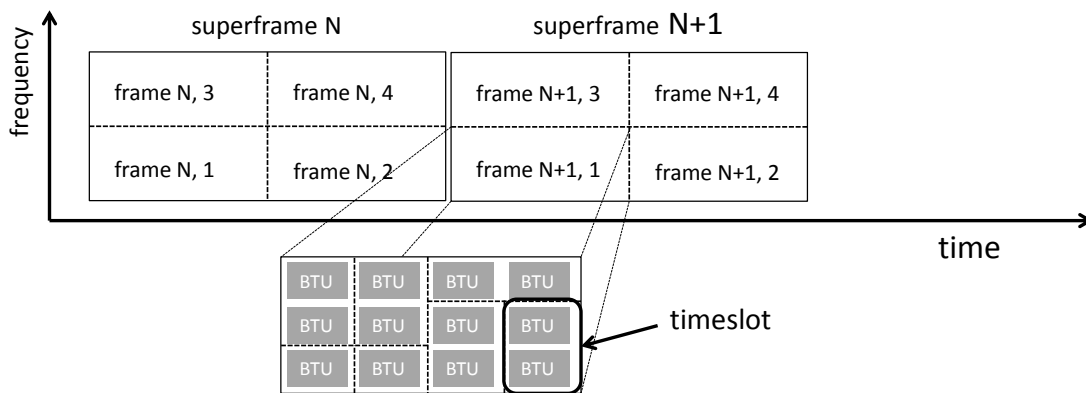 superframe N
superframe N+1
frequency
frame N, 3
frame N, 4
frame N+1, 3
frame N+1, 4
frame N, 1
frame N, 2
frame N+1, 1
frame N+1, 2
time
BTU BTU BTU BTU
BTU BTU BTU BTU
timeslot
BTU BTU BTU BTU